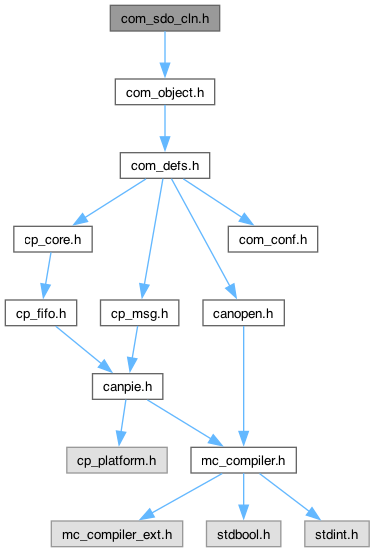 com_sdo_cln.h
com_object.h
com_defs.h
cp_core.h
com_conf.h
cp_fifo.h
cp_msg.h
canopen.h
canpie.h
cp_platform.h
mc_compiler.h
mc_compiler_ext.h
stdbool.h
stdint.h